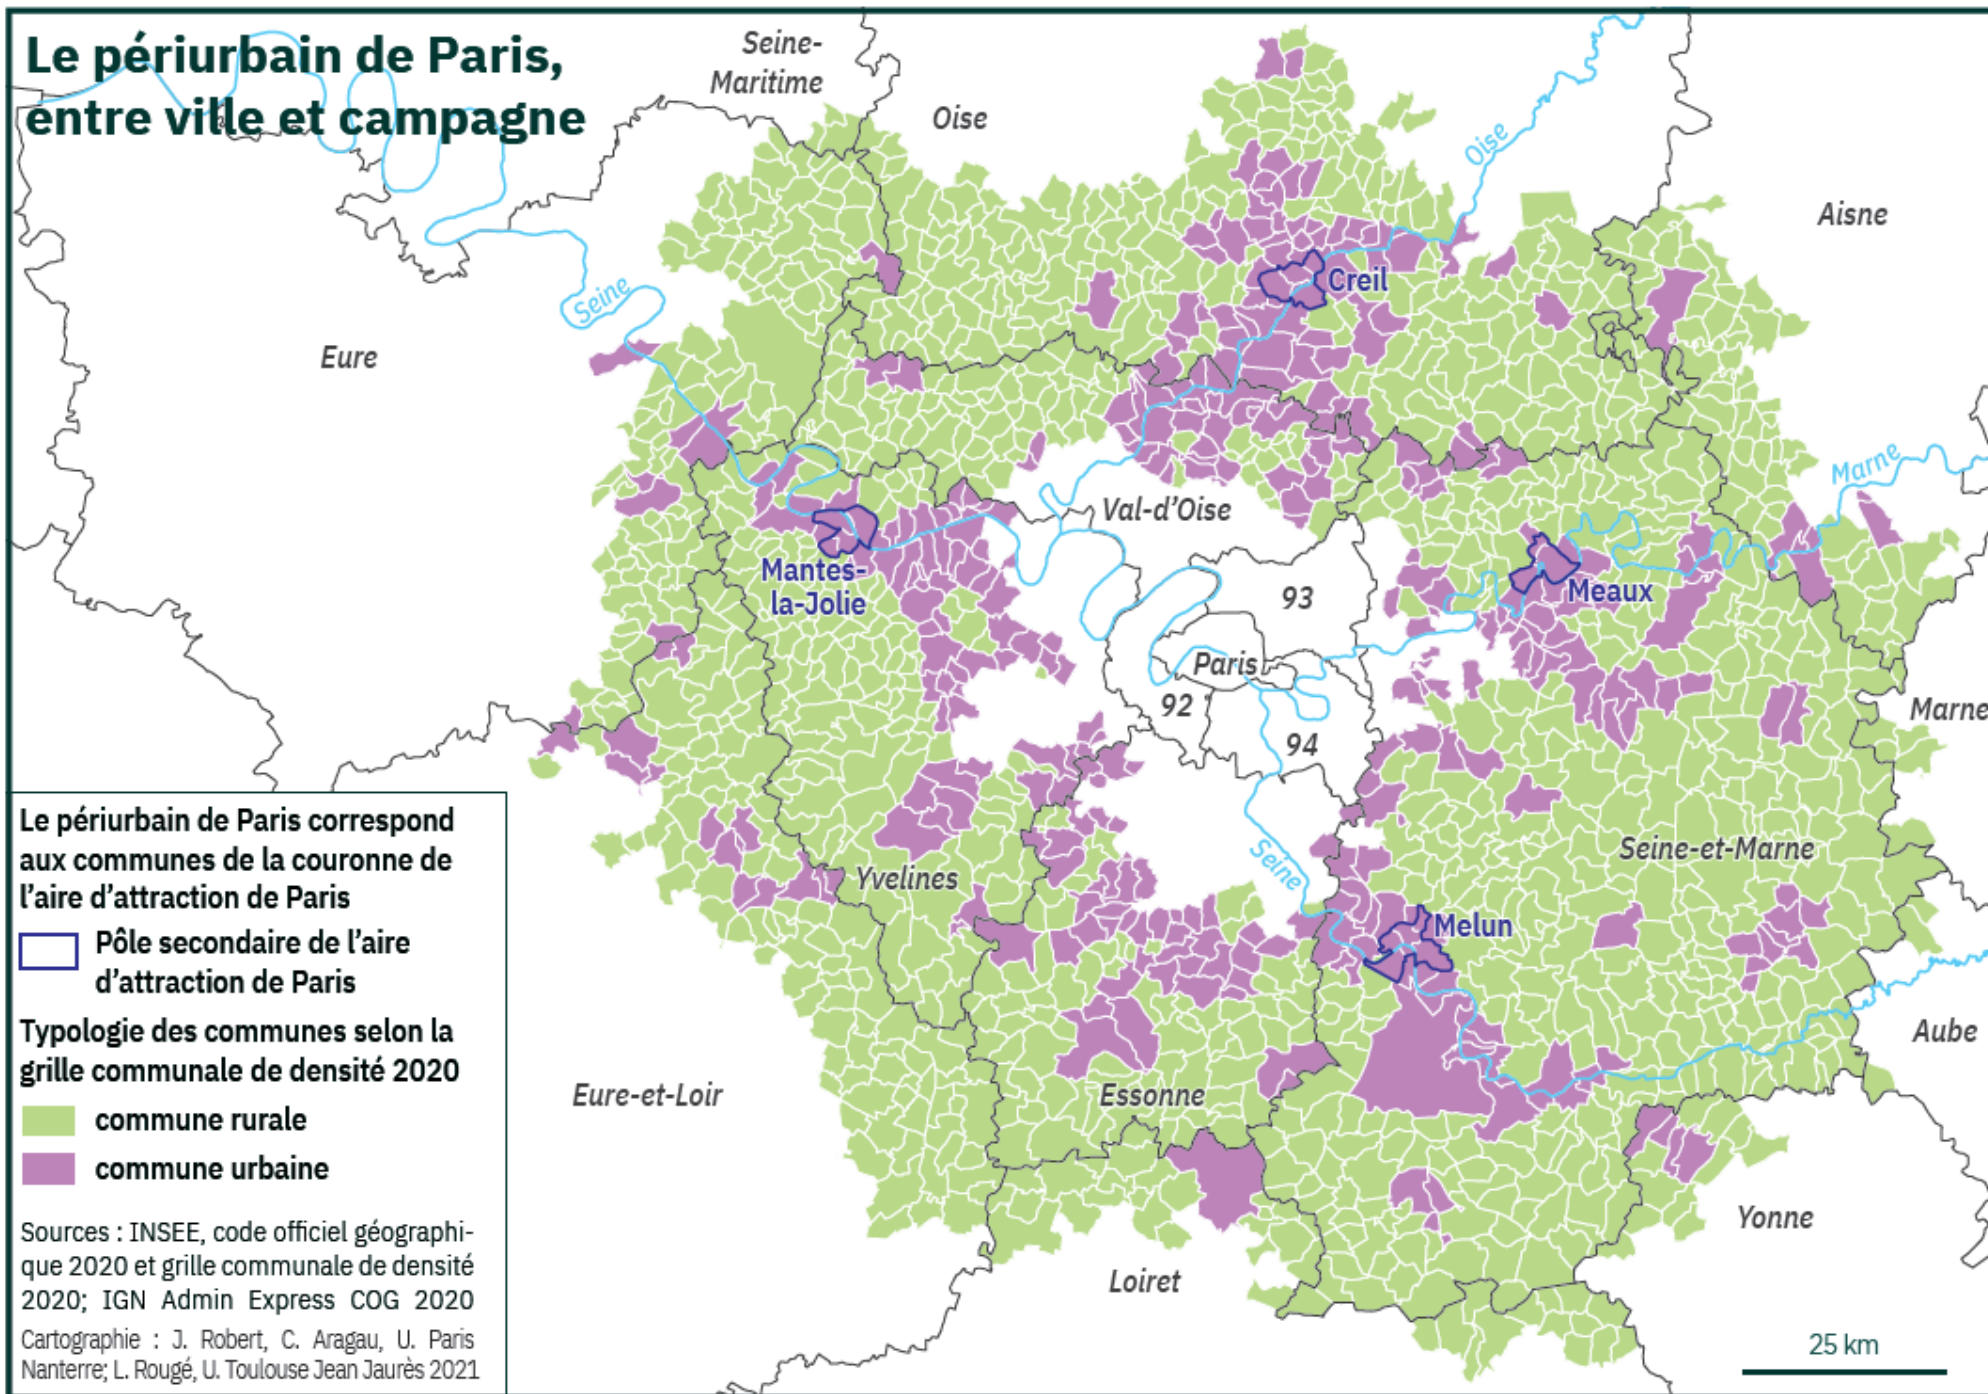 Le périurbain de Paris,
entre ville et campagne
Seine-
Maritime
Oise
Oise
Aisne
Seine
Eure
Creil
Marne
Val-d'Oise
Mantes-
la-Jolie
93
Meaux
Paris
92
94
Marne
Seine-et-Marne
Yvelines
Seine
Melun
Aube
Eure-et-Loir
Essonne
Yonne
Loiret
25 km
Le périurbain de Paris correspond
aux communes de la couronne de
l'aire d'attraction de Paris
Pôle secondaire de l'aire
d'attraction de Paris
Typologie des communes selon la
grille communale de densité 2020
commune rurale
commune urbaine
Sources : INSEE, code officiel géographi-
que 2020 et grille communale de densité
2020; IGN Admin Express COG 2020
Cartographie : J. Robert, C. Aragau, U. Paris
Nanterre; L. Rougé, U. Toulouse Jean Jaurès 2021